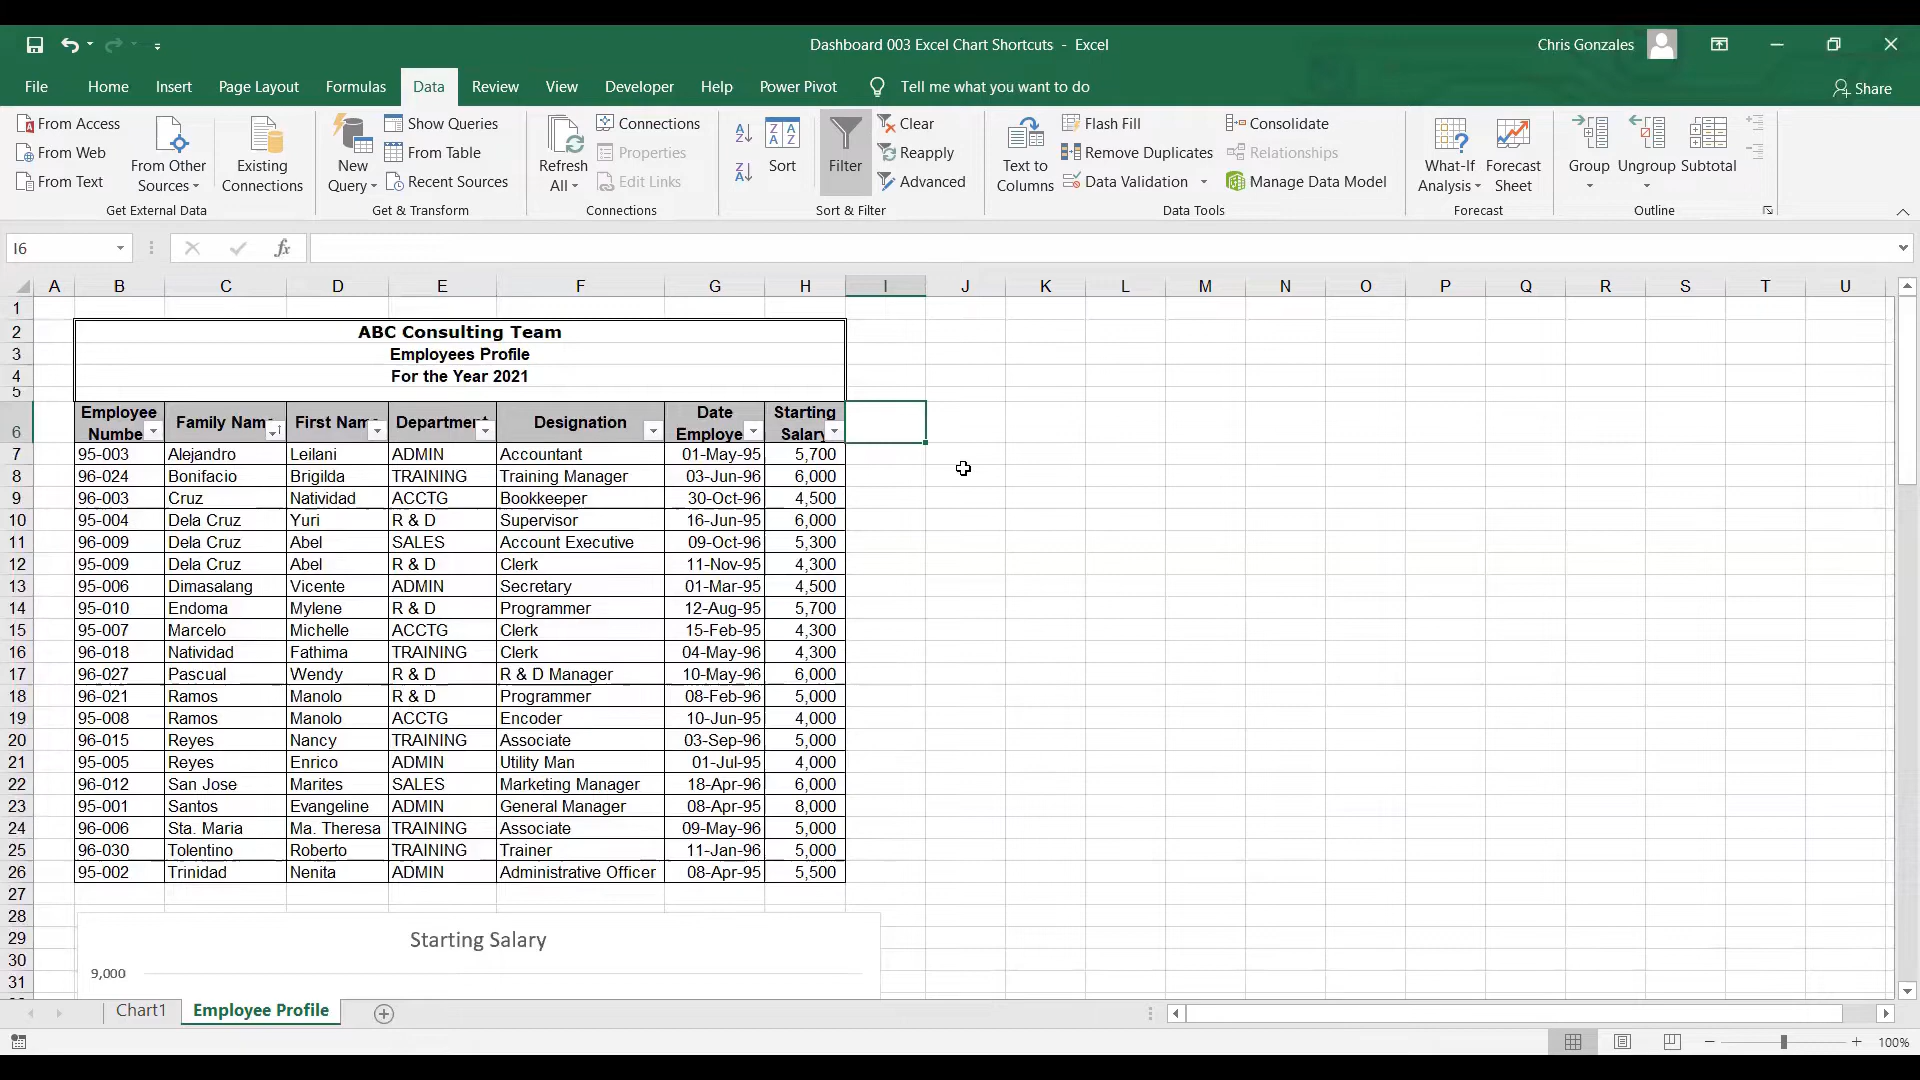 Dashboard 003 Excel Chart Shortcuts - Excel
Chris Gonzales
File Home Insert Page Layout Formulas Data Review View Developer Help Power Pivot Tell me what you want to do
Share
From Access
From Web
From Text
From Other Sources
Existing Connections
Get External Data
New Query
Show Queries
From Table
Recent Sources
Get & Transform
Refresh All
Connections
Properties
Edit Links
Connections
Sort
Filter
Clear
Reapply
Advanced
Sort & Filter
Text to Columns
Flash Fill
Remove Duplicates
Data Validation
Consolidate
Relationships
Manage Data Model
Data Tools
What-If Analysis
Forecast Sheet
Forecast
Group
Ungroup
Subtotal
Outline
I6
fx
A B C D E F G H I J K L M N O P Q R S T U
1
2 ABC Consulting Team
3 Employees Profile
4 For the Year 2021
5
6 Employee Numbe Family Nam First Nam Departmen Designation Date Employe Starting Salary
7 95-003 Alejandro Leilani ADMIN Accountant 01-May-95 5,700
8 96-024 Bonifacio Brigilda TRAINING Training Manager 03-Jun-96 6,000
9 96-003 Cruz Natividad ACCTG Bookkeeper 30-Oct-96 4,500
10 95-004 Dela Cruz Yuri R & D Supervisor 16-Jun-95 6,000
11 96-009 Dela Cruz Abel SALES Account Executive 09-Oct-96 5,300
12 95-009 Dela Cruz Abel R & D Clerk 11-Nov-95 4,300
13 95-006 Dimasalang Vicente ADMIN Secretary 01-Mar-95 4,500
14 95-010 Endoma Mylene R & D Programmer 12-Aug-95 5,700
15 95-007 Marcelo Michelle ACCTG Clerk 15-Feb-95 4,300
16 96-018 Natividad Fathima TRAINING Clerk 04-May-96 4,300
17 96-027 Pascual Wendy R & D R & D Manager 10-May-96 6,000
18 96-021 Ramos Manolo R & D Programmer 08-Feb-96 5,000
19 95-008 Ramos Manolo ACCTG Encoder 10-Jun-95 4,000
20 96-015 Reyes Nancy TRAINING Associate 03-Sep-96 5,000
21 95-005 Reyes Enrico ADMIN Utility Man 01-Jul-95 4,000
22 96-012 San Jose Marites SALES Marketing Manager 18-Apr-96 6,000
23 95-001 Santos Evangeline ADMIN General Manager 08-Apr-95 8,000
24 96-006 Sta. Maria Ma. Theresa TRAINING Associate 09-May-96 5,000
25 96-030 Tolentino Roberto TRAINING Trainer 11-Jan-96 5,000
26 95-002 Trinidad Nenita ADMIN Administrative Officer 08-Apr-95 5,500
27
28
29 Starting Salary
30
31 9,000
Chart1 Employee Profile
100%